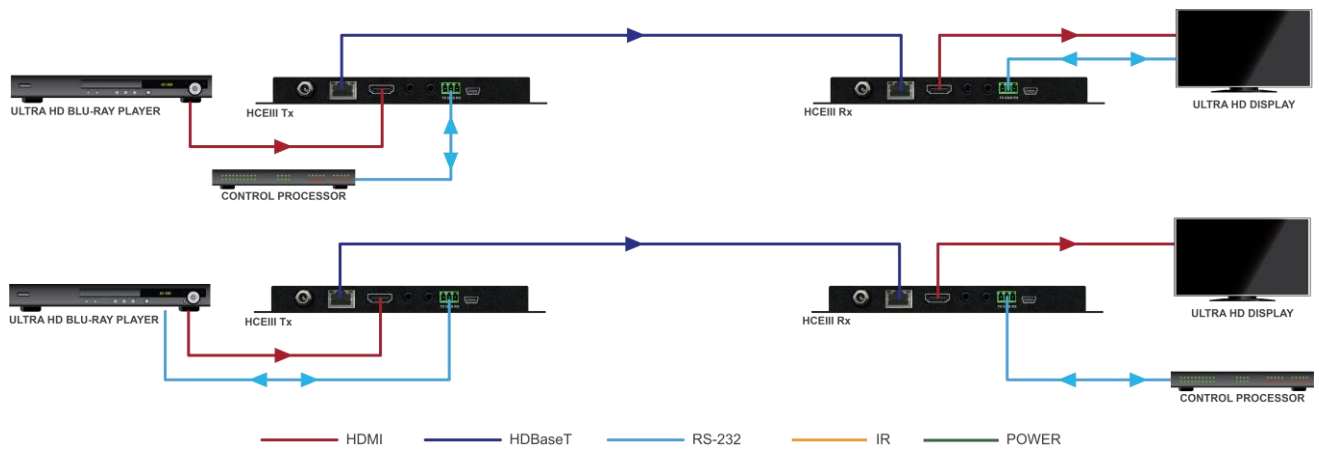 ULTRA HD BLU-RAY PLAYER
HCEIII Tx
HCEIII Rx
ULTRA HD DISPLAY
CONTROL PROCESSOR
ULTRA HD BLU-RAY PLAYER
HCEIII Tx
HCEIII Rx
ULTRA HD DISPLAY
CONTROL PROCESSOR
HDMI
HDBaseT
RS-232
IR
POWER